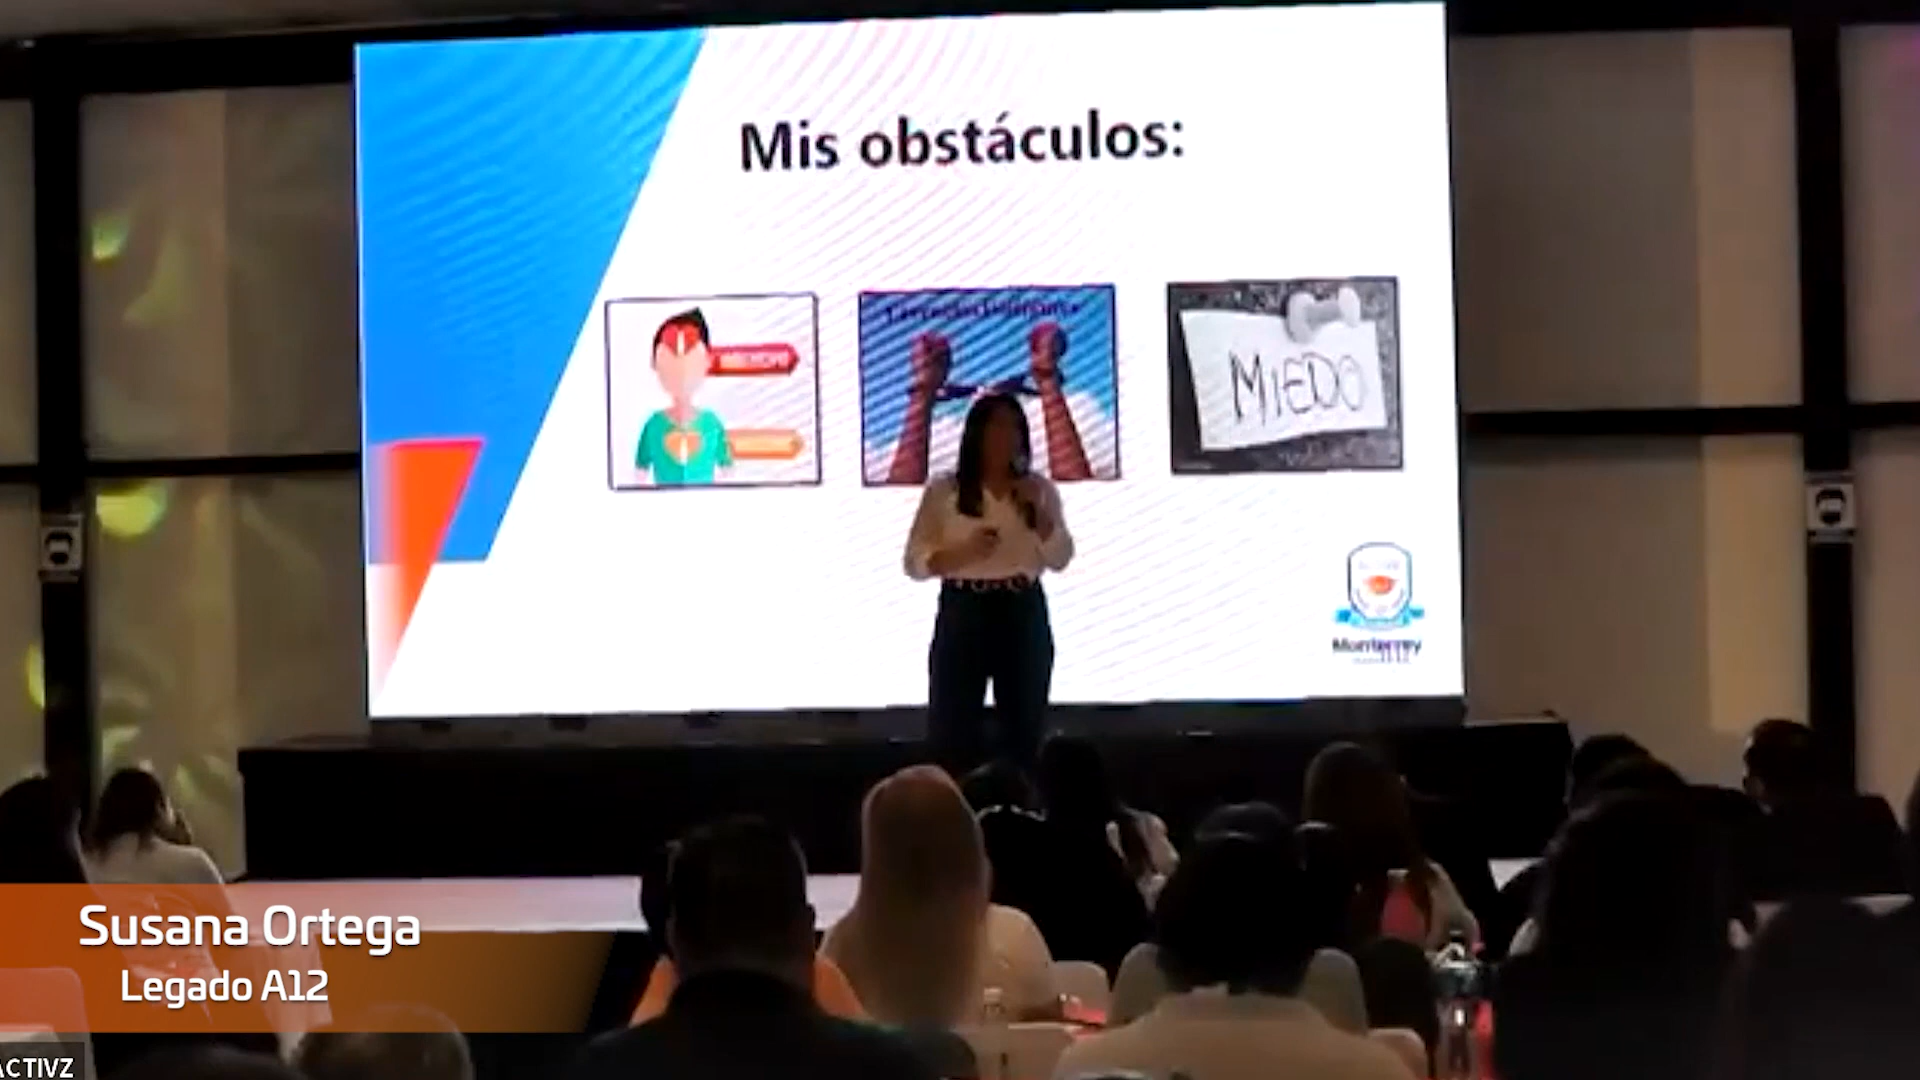 Mis obstáculos:
MIEDO
Monterrey
Susana Ortega
Legado A12
ACTIVZ